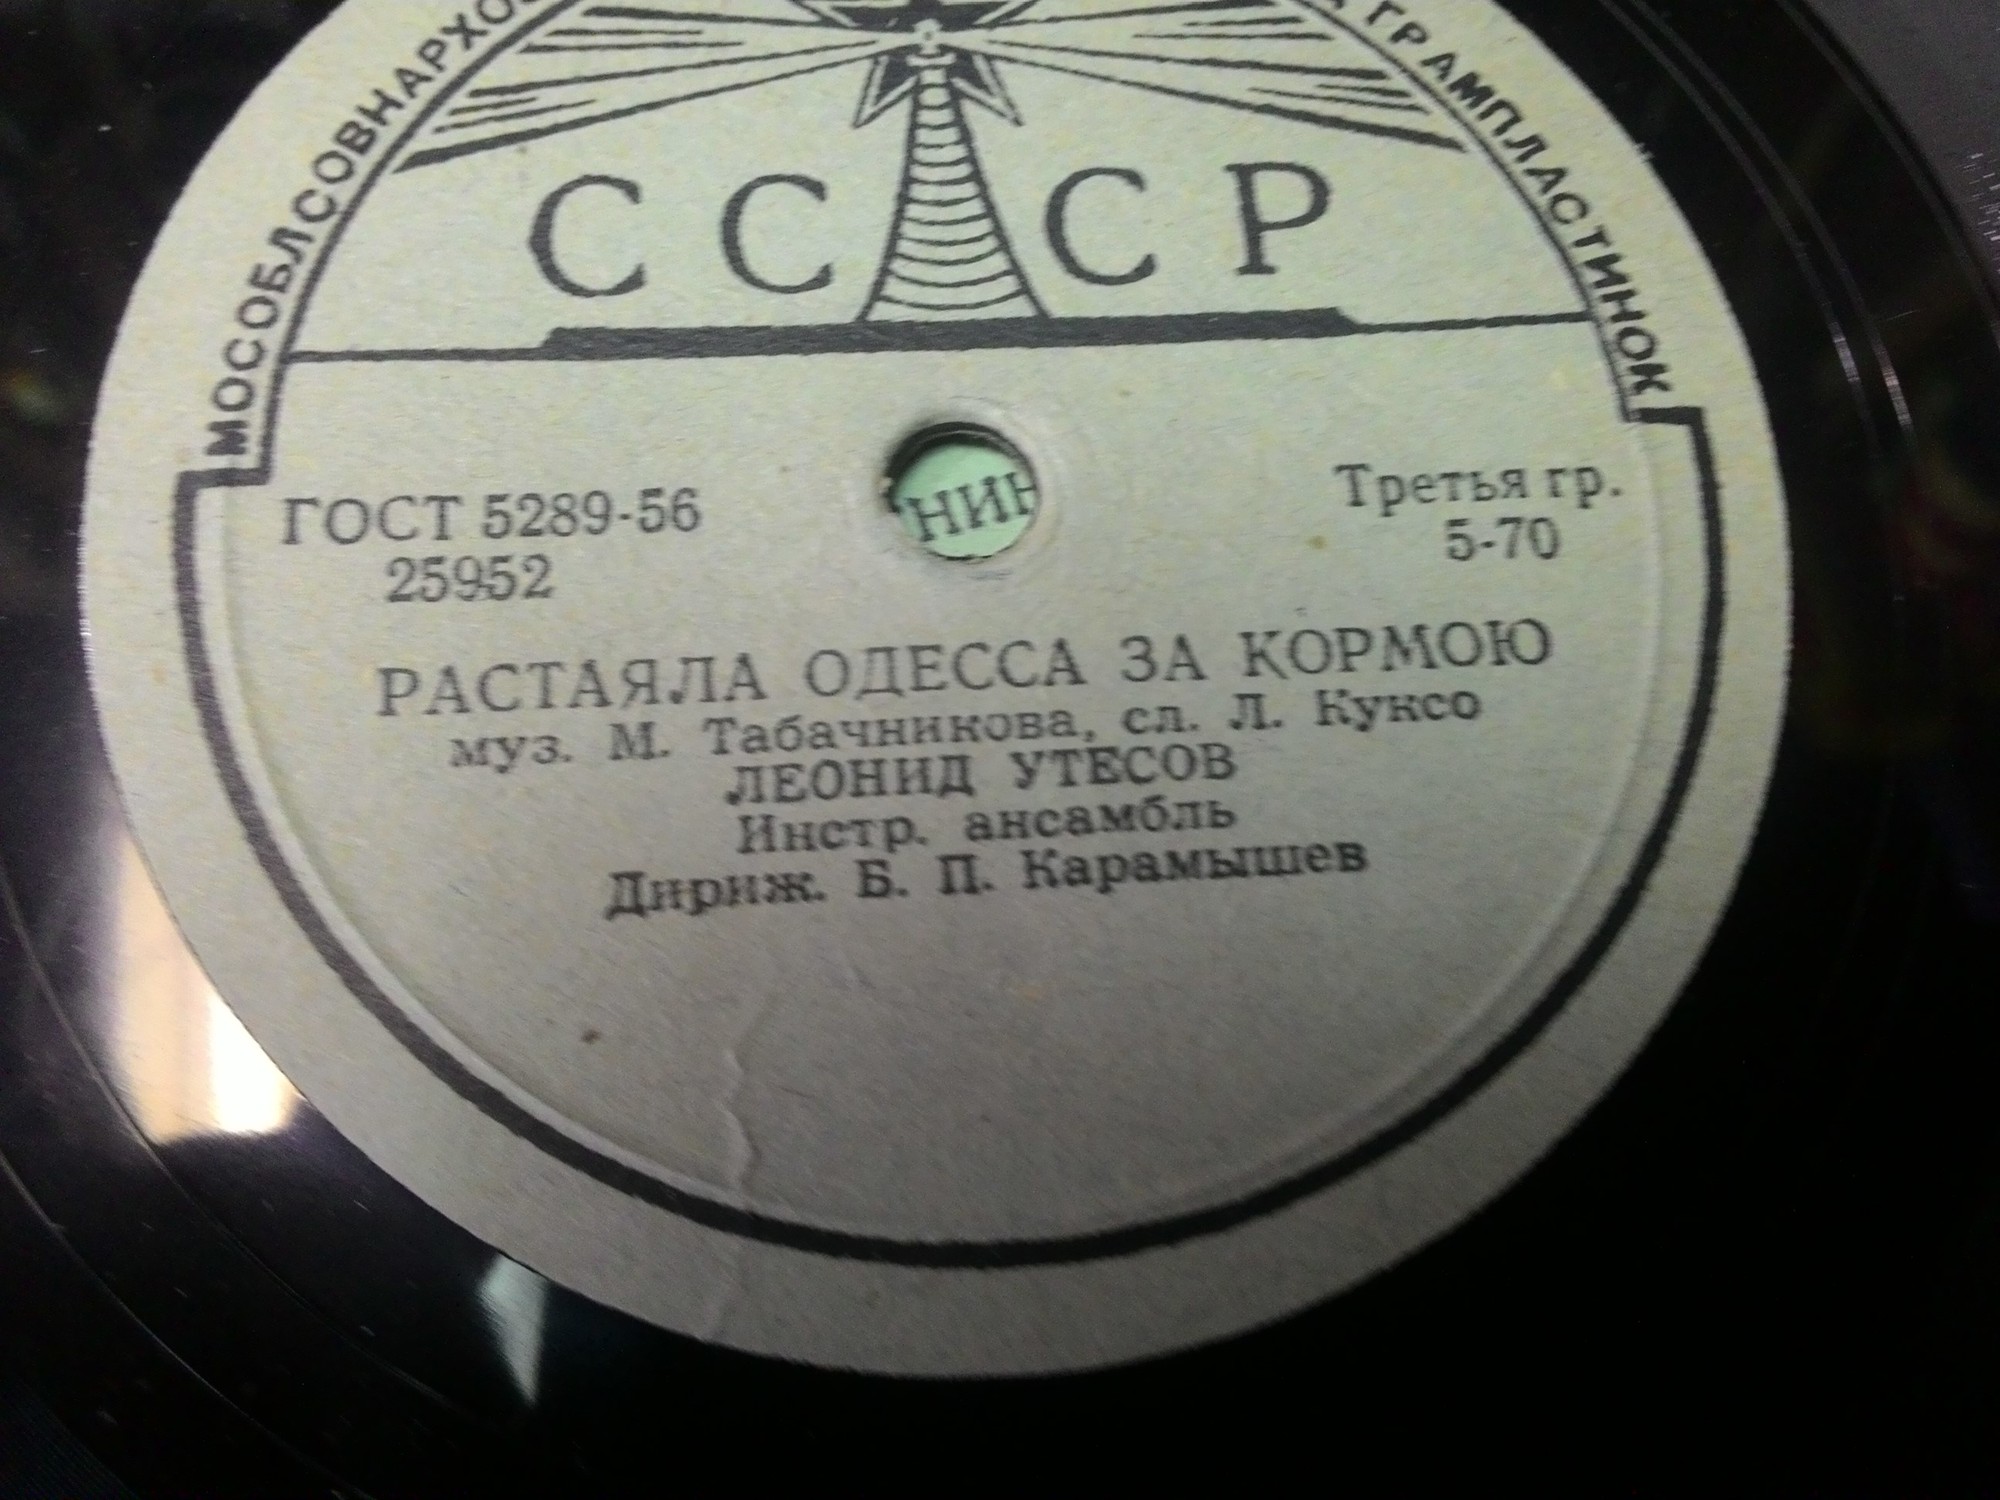 МОСОБЛСОВНАРХО
ГРАМПЛАСТИНОК
СССР
ГОСТ 5289-56
25952
Третья гр.
5-70
РАСТАЯЛА ОДЕССА ЗА КОРМОЮ
муз. М. Табачникова, сл. Л. Куксо
ЛЕОНИД УТЕСОВ
Инстр. ансамбль
Дириж. Б. П. Карамышев